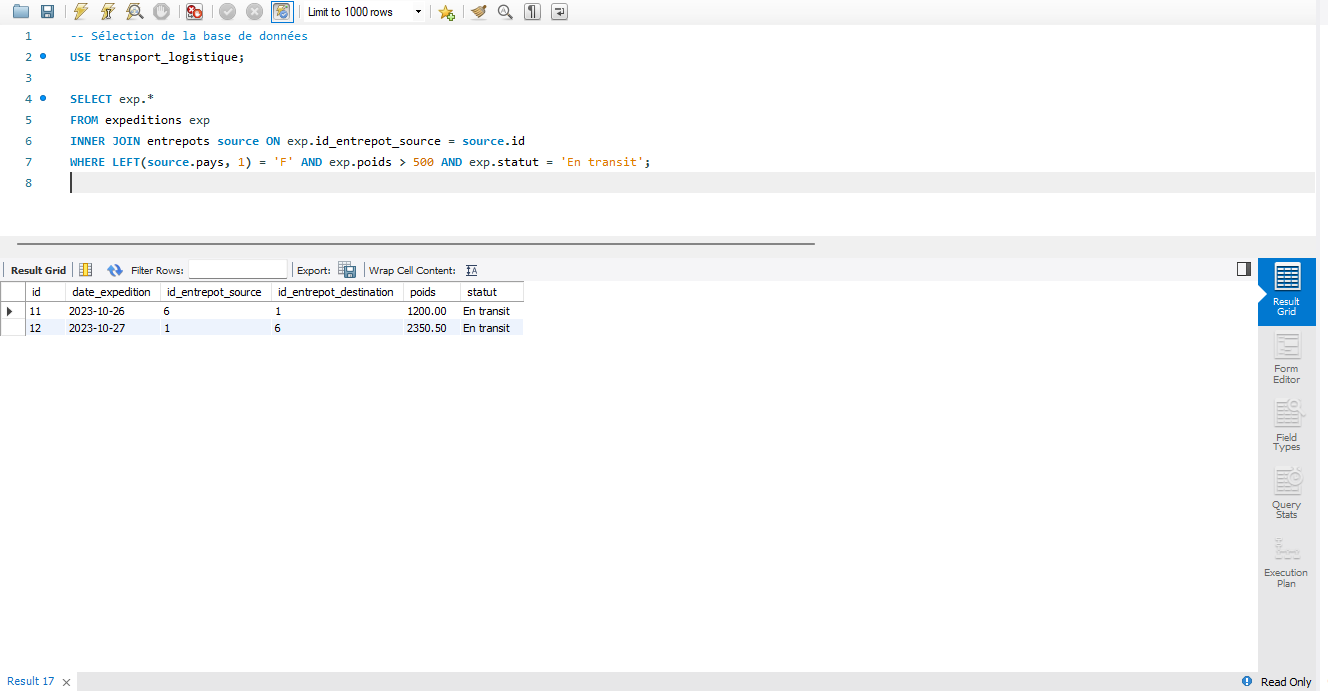 Limit to 1000 rows
1 -- Sélection de la base de données
2 USE transport_logistique;
3
4 SELECT exp.*
5 FROM expeditions exp
6 INNER JOIN entrepots source ON exp.id_entrepot_source = source.id
7 WHERE LEFT(source.pays, 1) = 'F' AND exp.poids > 500 AND exp.statut = 'En transit';
8
Result Grid Filter Rows: Export: Wrap Cell Content: IA
id date_expedition id_entrepot_source id_entrepot_destination poids statut
11 2023-10-26 6 1 1200.00 En transit
12 2023-10-27 1 6 2350.50 En transit
Result
Grid
Form
Editor
Field
Types
Query
Stats
Execution
Plan
Result 17
Read Only